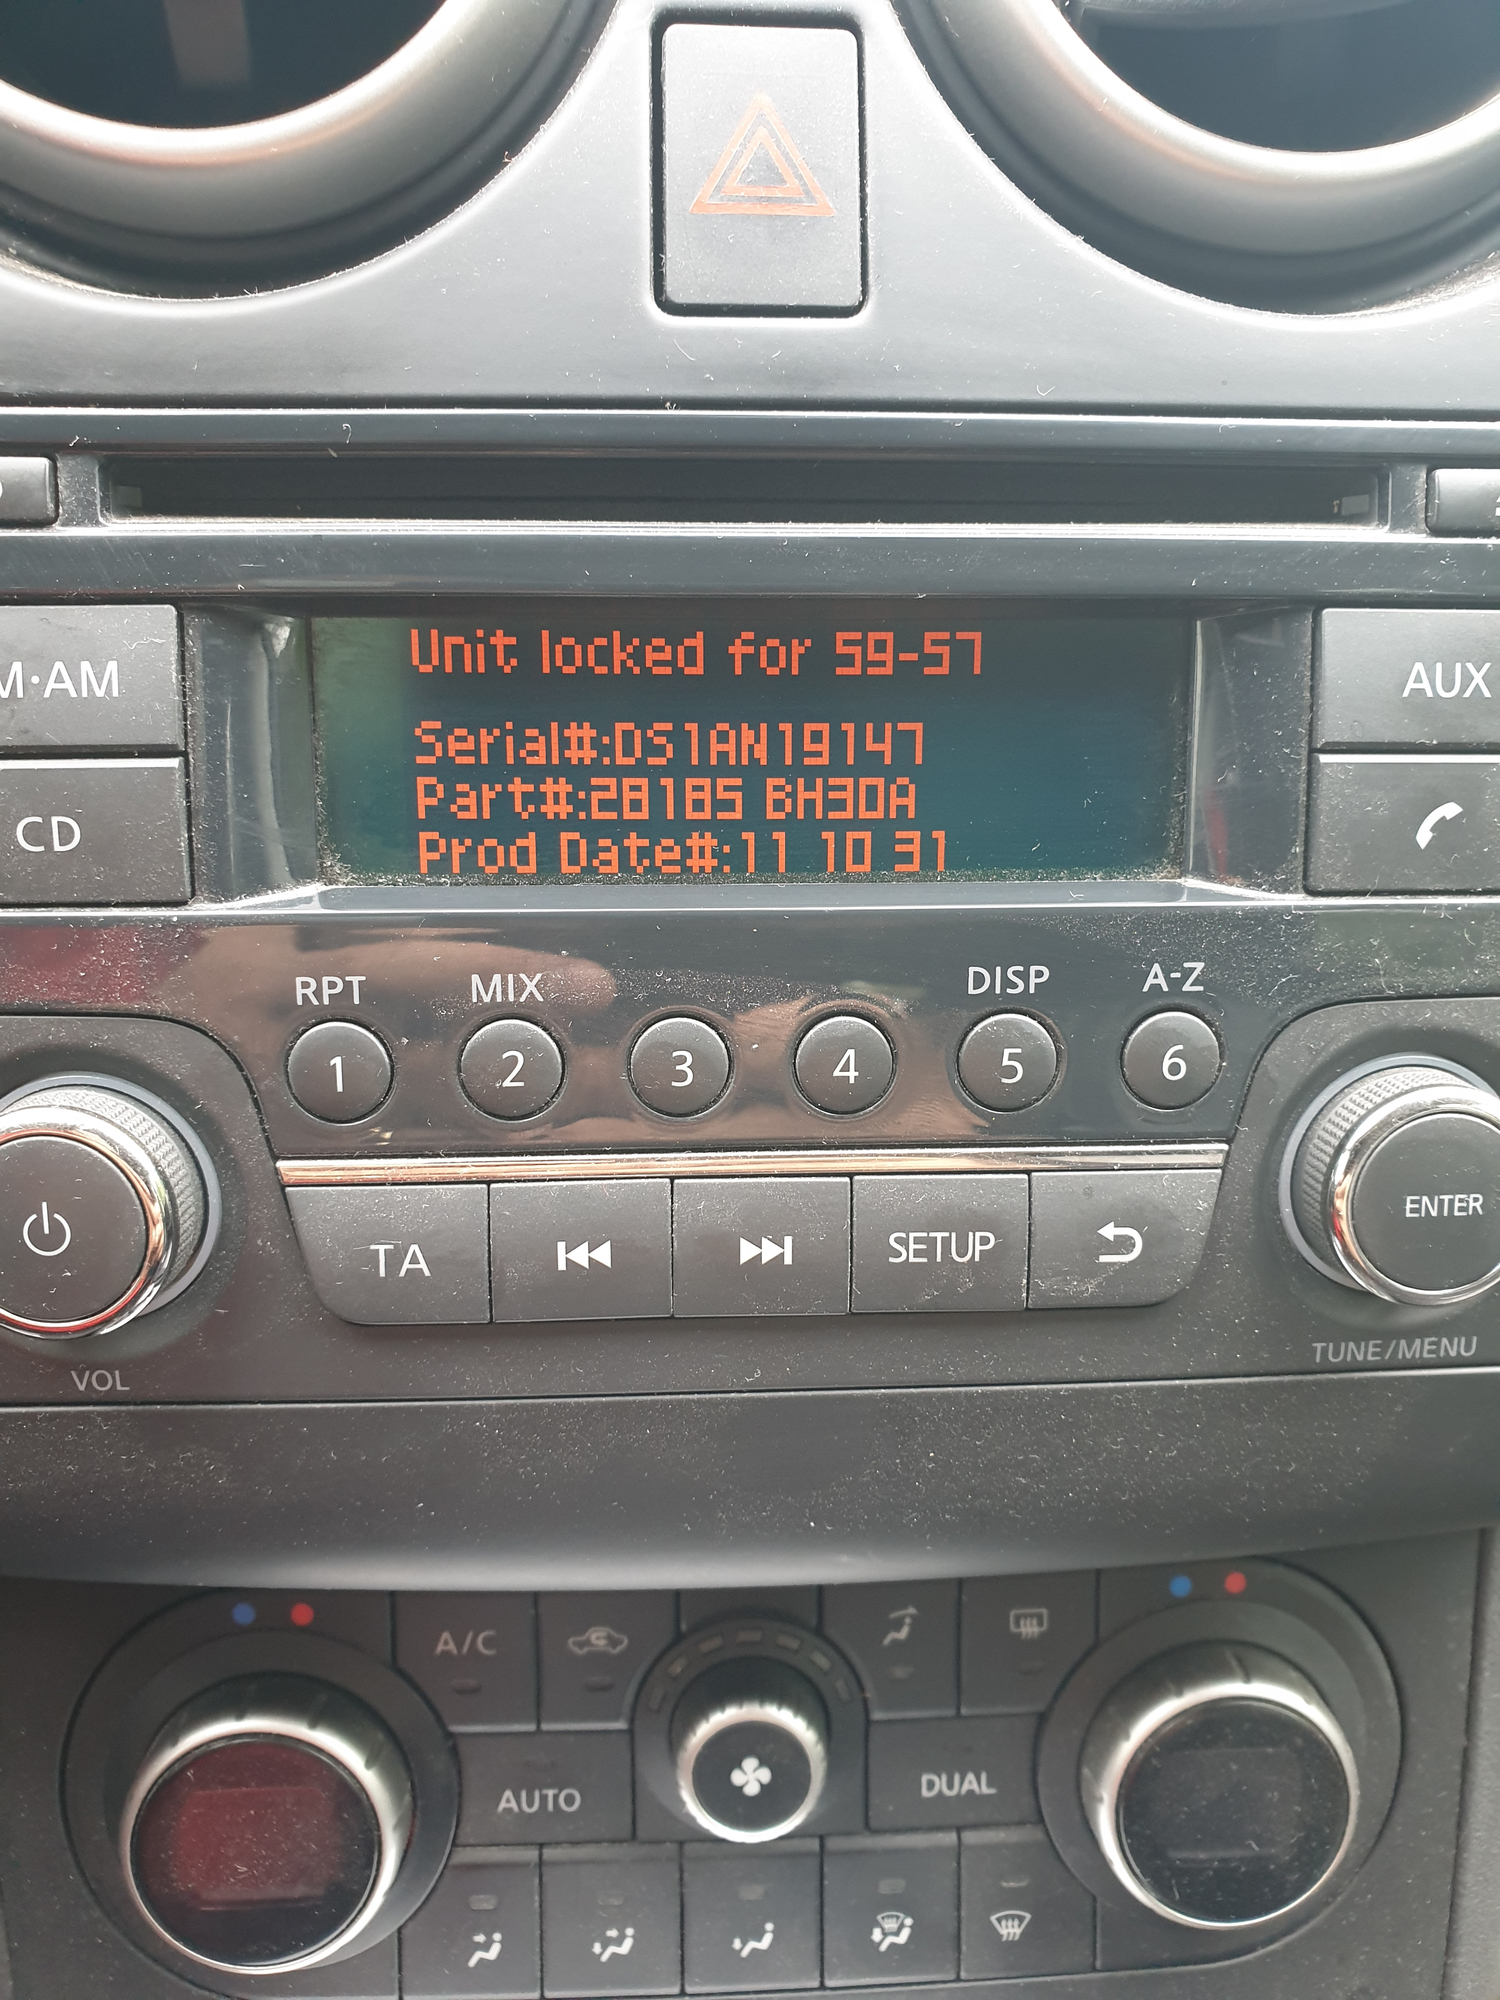 Unit locked for 59-57
Serial#:DS1AN19147
Part#:28185 BH30A
Prod Date#:11 10 31
M·AM
AUX
CD
RPT MIX DISP A-Z
1 2 3 4 5 6
TA SETUP
ENTER
VOL
TUNE/MENU
A/C
AUTO
DUAL